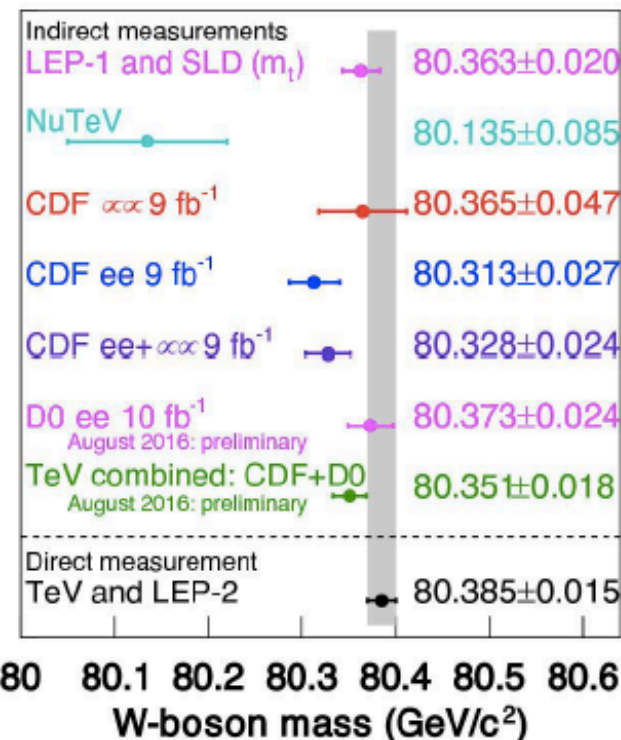 Indirect measurements
LEP-1 and SLD (mₜ) 80.363±0.020
NuTeV 80.135±0.085
CDF ∝∝ 9 fb⁻¹ 80.365±0.047
CDF ee 9 fb⁻¹ 80.313±0.027
CDF ee+∝∝ 9 fb⁻¹ 80.328±0.024
D0 ee 10 fb⁻¹ 80.373±0.024
August 2016: preliminary
TeV combined: CDF+D0 80.351±0.018
August 2016: preliminary
Direct measurement
TeV and LEP-2 80.385±0.015
80 80.1 80.2 80.3 80.4 80.5 80.6
W-boson mass (GeV/c²)